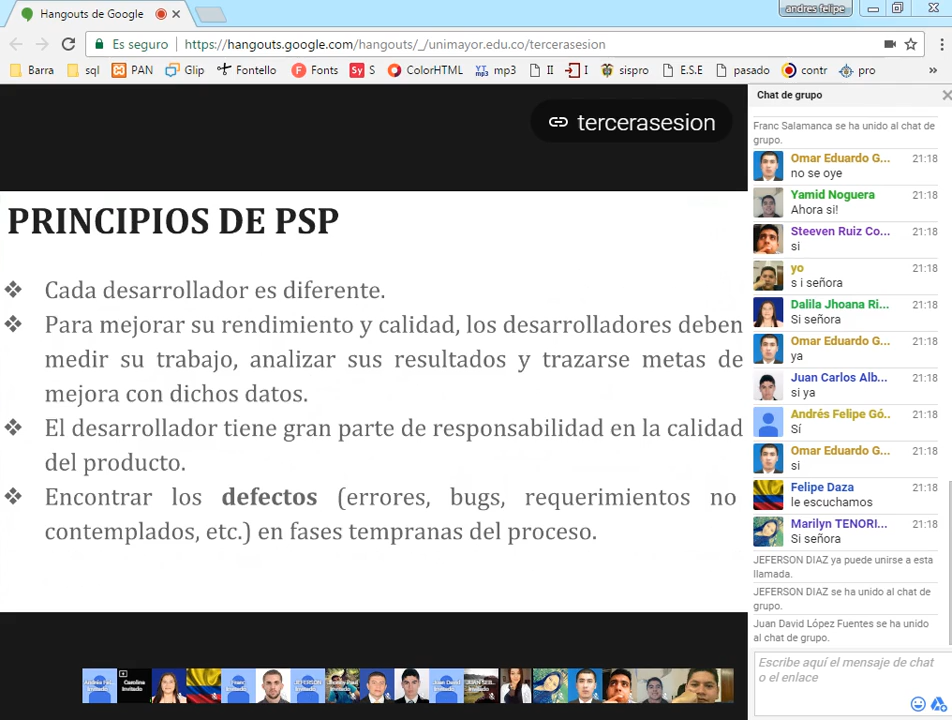 Hangouts de Google
andres felipe
Es seguro
https://hangouts.google.com/hangouts/_/unimayor.edu.co/tercerasesion
Barra
sql
PAN
Glip
Fontello
Fonts
Sy S
ColorHTML
YT mp3 mp3
II
I
sispro
E.S.E
pasado
contr
pro
»
tercerasesion
PRINCIPIOS DE PSP
❖ Cada desarrollador es diferente.
❖ Para mejorar su rendimiento y calidad, los desarrolladores deben
medir su trabajo, analizar sus resultados y trazarse metas de
mejora con dichos datos.
❖ El desarrollador tiene gran parte de responsabilidad en la calidad
del producto.
❖ Encontrar los defectos (errores, bugs, requerimientos no
contemplados, etc.) en fases tempranas del proceso.
Chat de grupo
Franc Salamanca se ha unido al chat de
grupo.
Omar Eduardo G... 21:18
no se oye
Yamid Noguera 21:18
Ahora si!
Steeven Ruiz Co... 21:18
si
yo 21:18
s i señora
Dalila Jhoana Ri... 21:18
Si señora
Omar Eduardo G... 21:18
ya
Juan Carlos Alb... 21:18
si ya
Andrés Felipe Gó.. 21:18
Sí
Omar Eduardo G... 21:18
si
Felipe Daza 21:18
le escuchamos
Marilyn TENORI... 21:18
Si señora
JEFERSON DIAZ ya puede unirse a esta
llamada.
JEFERSON DIAZ se ha unido al chat de
grupo.
Juan David López Fuentes se ha unido
al chat de grupo.
Escribe aquí el mensaje de chat
o el enlace
Carolina
Invitado